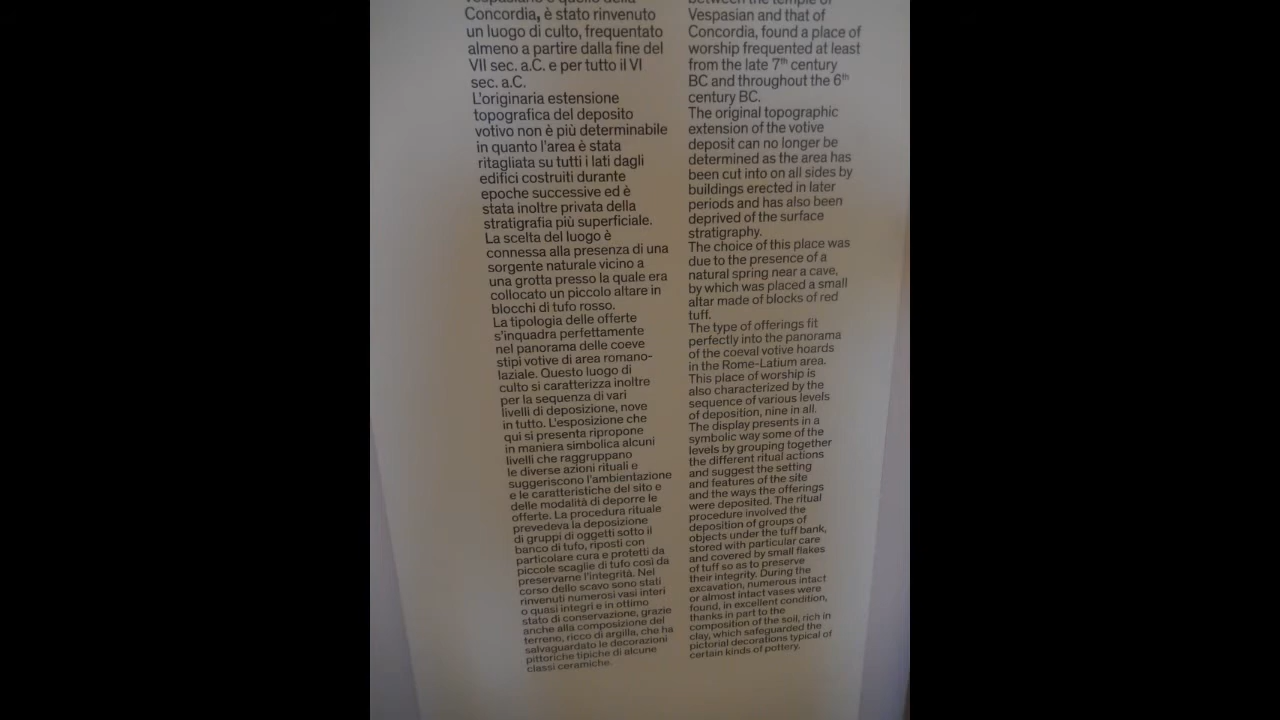 Concordia, è stato rinvenuto
un luogo di culto, frequentato
almeno a partire dalla fine del
VII sec. a.C. e per tutto il VI
sec. a.C.
L'originaria estensione
topografica del deposito
votivo non è più determinabile
in quanto l'area è stata
ritagliata su tutti i lati dagli
edifici costruiti durante
epoche successive ed è
stata inoltre privata della
stratigrafia più superficiale.
La scelta del luogo è
connessa alla presenza di una
sorgente naturale vicino a
una grotta presso la quale era
collocato un piccolo altare in
blocchi di tufo rosso.
La tipologia delle offerte
s'inquadra perfettamente
nel panorama delle coeve
stipi votive di area romano-
laziale. Questo luogo di
culto si caratterizza inoltre
per la sequenza di vari
livelli di deposizione, nove
in tutto. L'esposizione che
qui si presenta ripropone
in maniera simbolica alcuni
livelli che raggruppano
le diverse azioni rituali e
suggeriscono l'ambientazione
e le caratteristiche del sito e
delle modalità di deporre le
offerte. La procedura rituale
prevedeva la deposizione
di gruppi di oggetti sotto il
banco di tufo, riposti con
particolare cura e protetti da
piccole scaglie di tufo così da
preservarne l'integrità. Nel
corso dello scavo sono stati
rinvenuti numerosi vasi interi
o quasi integri e in ottimo
stato di conservazione, grazie
anche alla composizione del
terreno, ricco di argilla, che ha
salvaguardato le decorazioni
pittoriche tipiche di alcune
classi ceramiche.
between the temple of
Vespasian and that of
Concordia, found a place of
worship frequented at least
from the late 7th century
BC and throughout the 6th
century BC.
The original topographic
extension of the votive
deposit can no longer be
determined as the area has
been cut into on all sides by
buildings erected in later
periods and has also been
deprived of the surface
stratigraphy.
The choice of this place was
due to the presence of a
natural spring near a cave,
by which was placed a small
altar made of blocks of red
tuff.
The type of offerings fit
perfectly into the panorama
of the coeval votive hoards
in the Rome-Latium area.
This place of worship is
also characterized by the
sequence of various levels
of deposition, nine in all.
The display presents in a
symbolic way some of the
levels by grouping together
the different ritual actions
and suggest the setting
and features of the site
and the ways the offerings
were deposited. The ritual
procedure involved the
deposition of groups of
objects under the tuff bank,
stored with particular care
and covered by small flakes
of tuff so as to preserve
their integrity. During the
excavation, numerous intact
or almost intact vases were
found, in excellent condition,
thanks in part to the
composition of the soil, rich in
clay, which safeguarded the
pictorial decorations typical of
certain kinds of pottery.